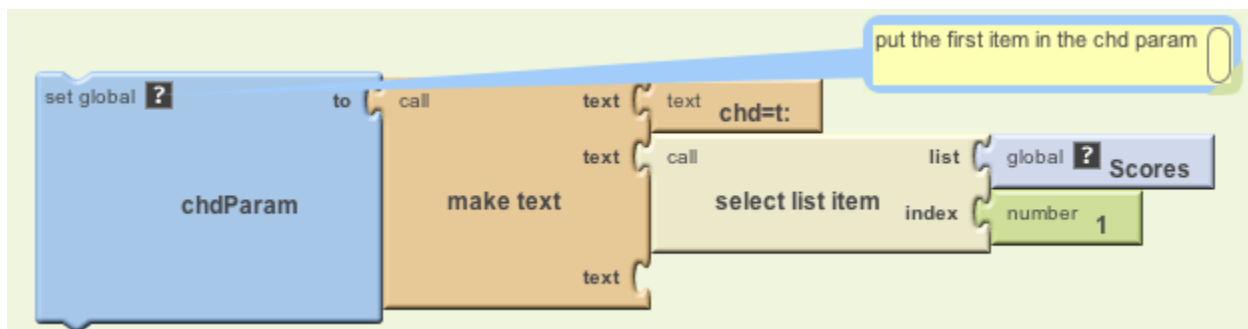 put the first item in the chd param
set global ? to call text text chd=t:
text call list global ? Scores
chdParam make text select list item index number 1
text